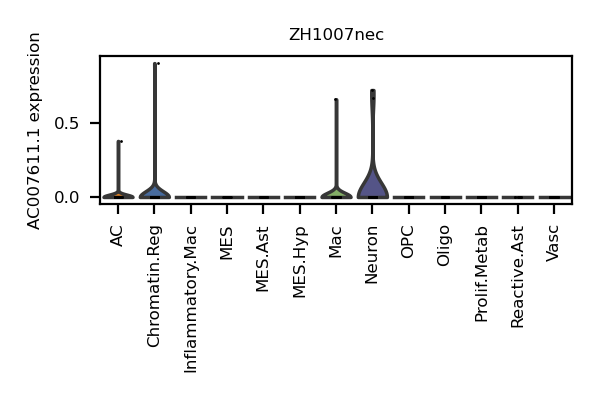 ZH1007nec
AC007611.1 expression
0.5
0.0
AC
Chromatin.Reg
Inflammatory.Mac
MES
MES.Ast
MES.Hyp
Mac
Neuron
OPC
Oligo
Prolif.Metab
Reactive.Ast
Vasc